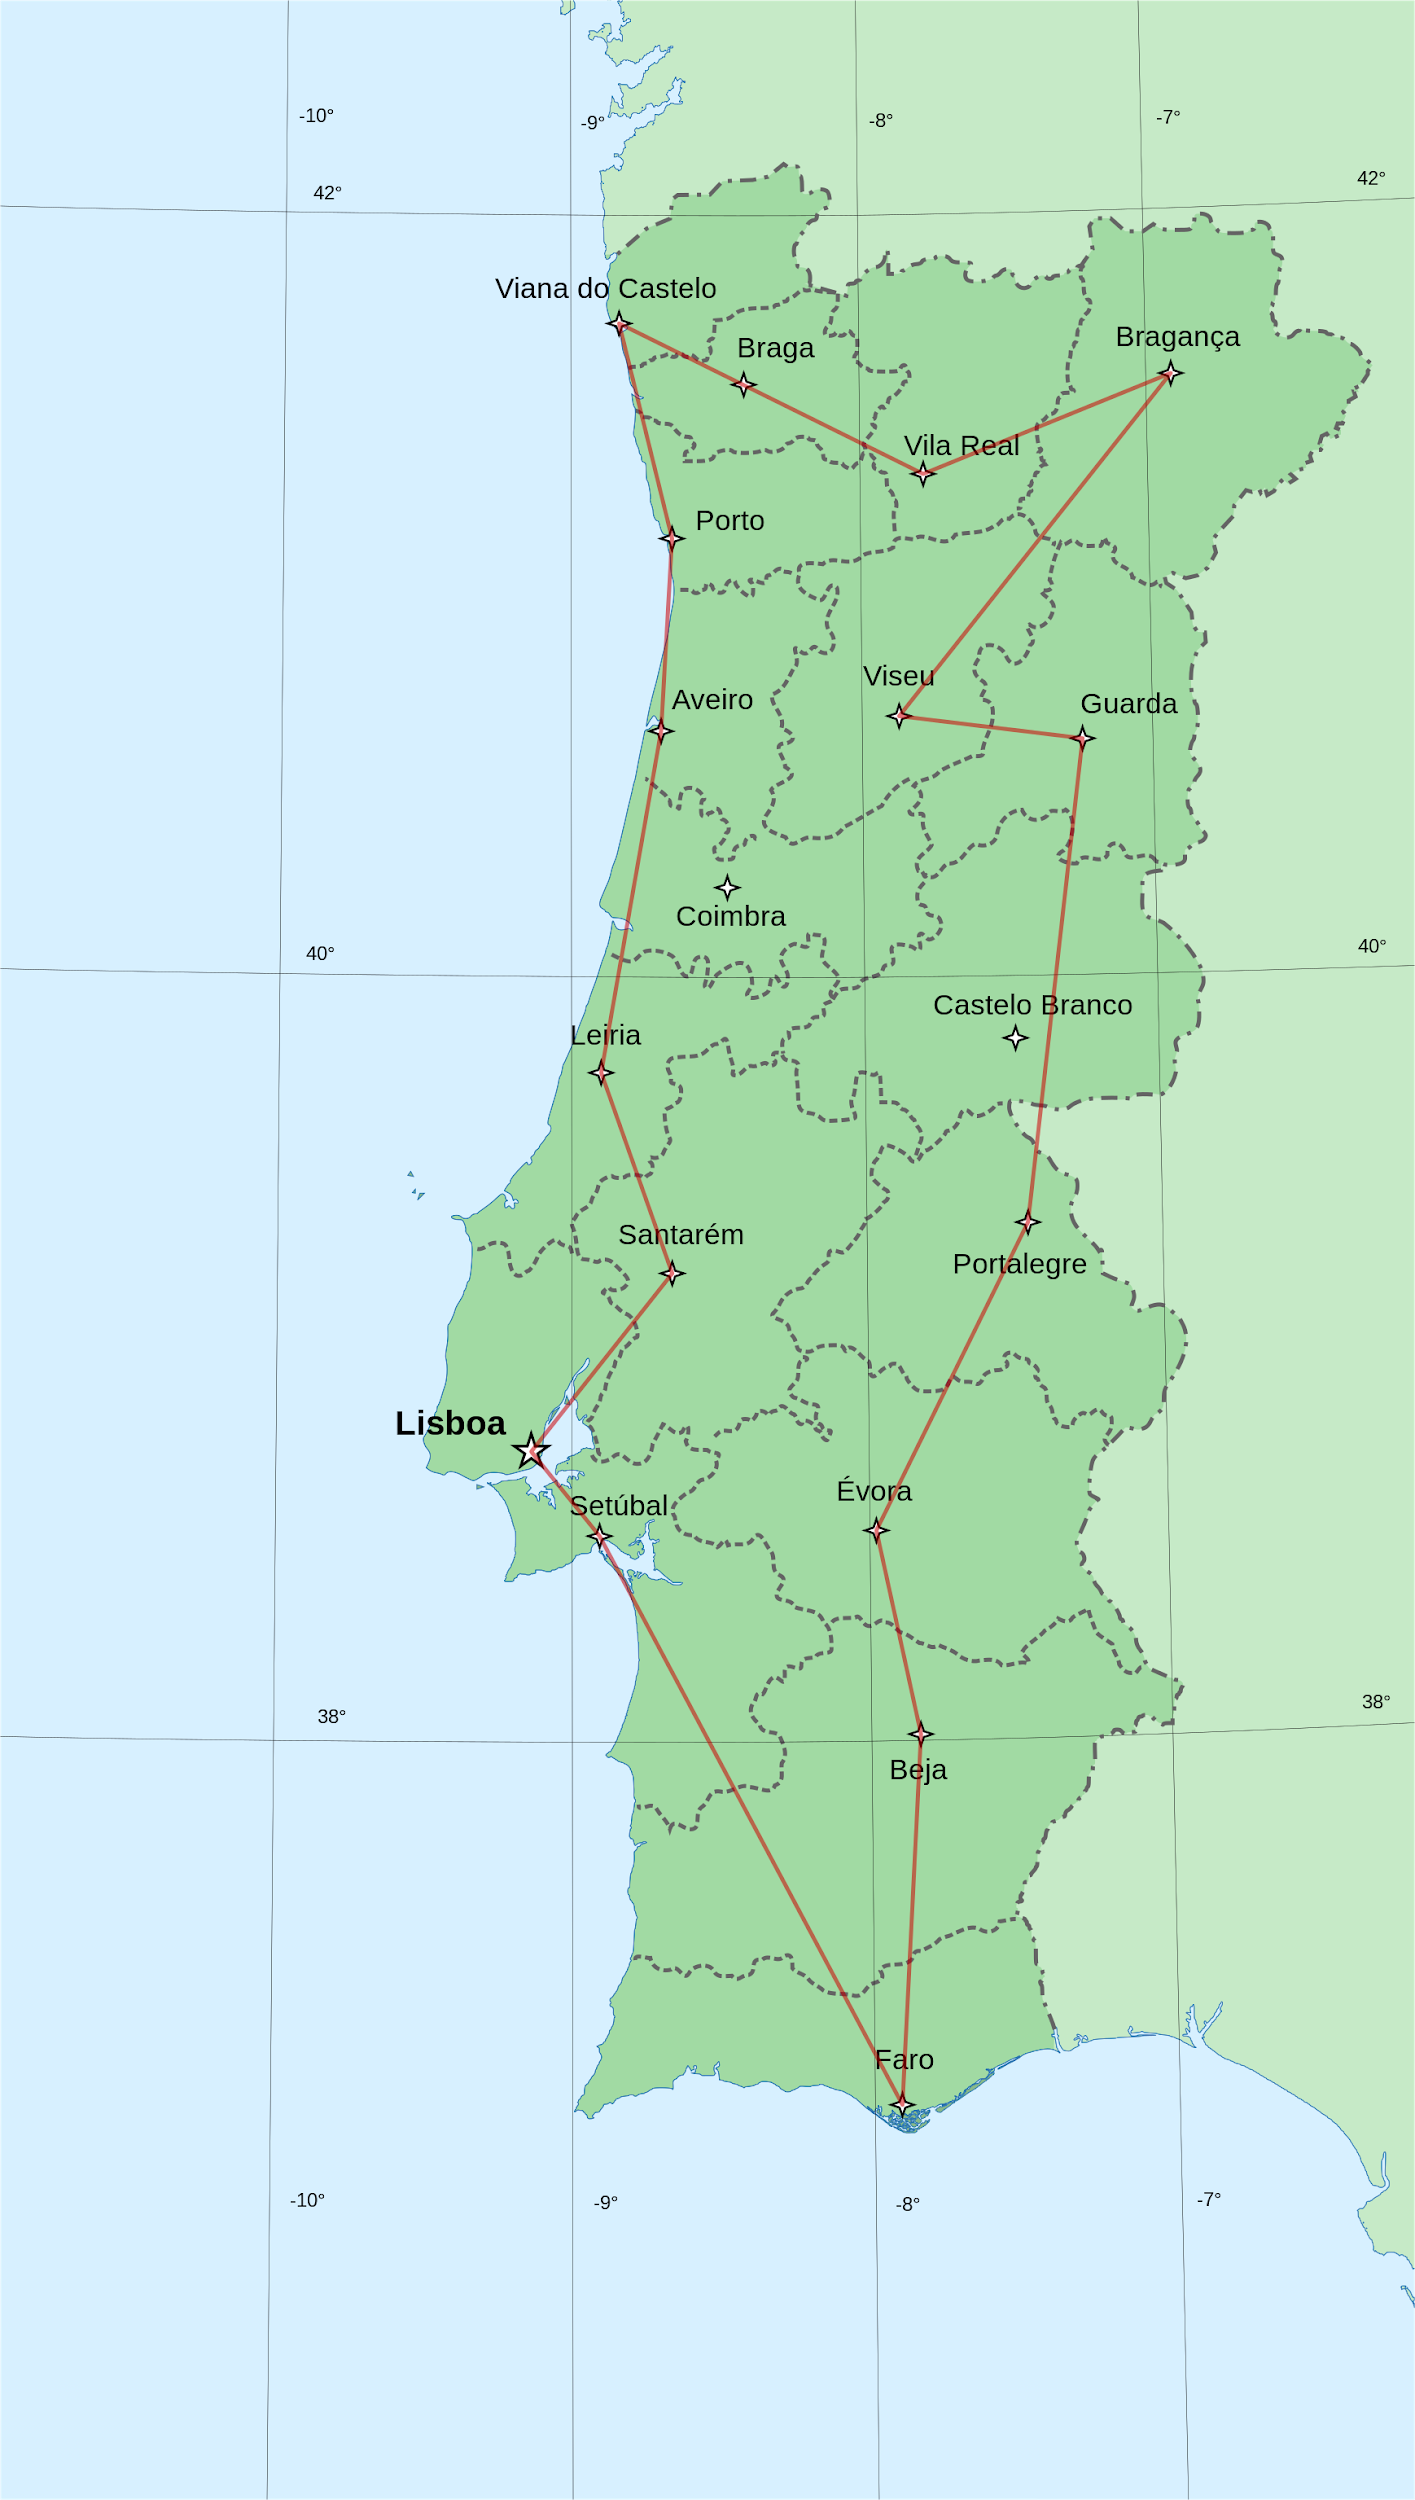 -10°
-9°
-8°
-7°
42°
42°
Viana do Castelo
Braga
Bragança
Vila Real
Porto
Viseu
Aveiro
Guarda
Coimbra
40°
40°
Castelo Branco
Leiria
Santarém
Portalegre
Lisboa
Évora
Setúbal
38°
38°
Beja
Faro
-10°
-9°
-8°
-7°